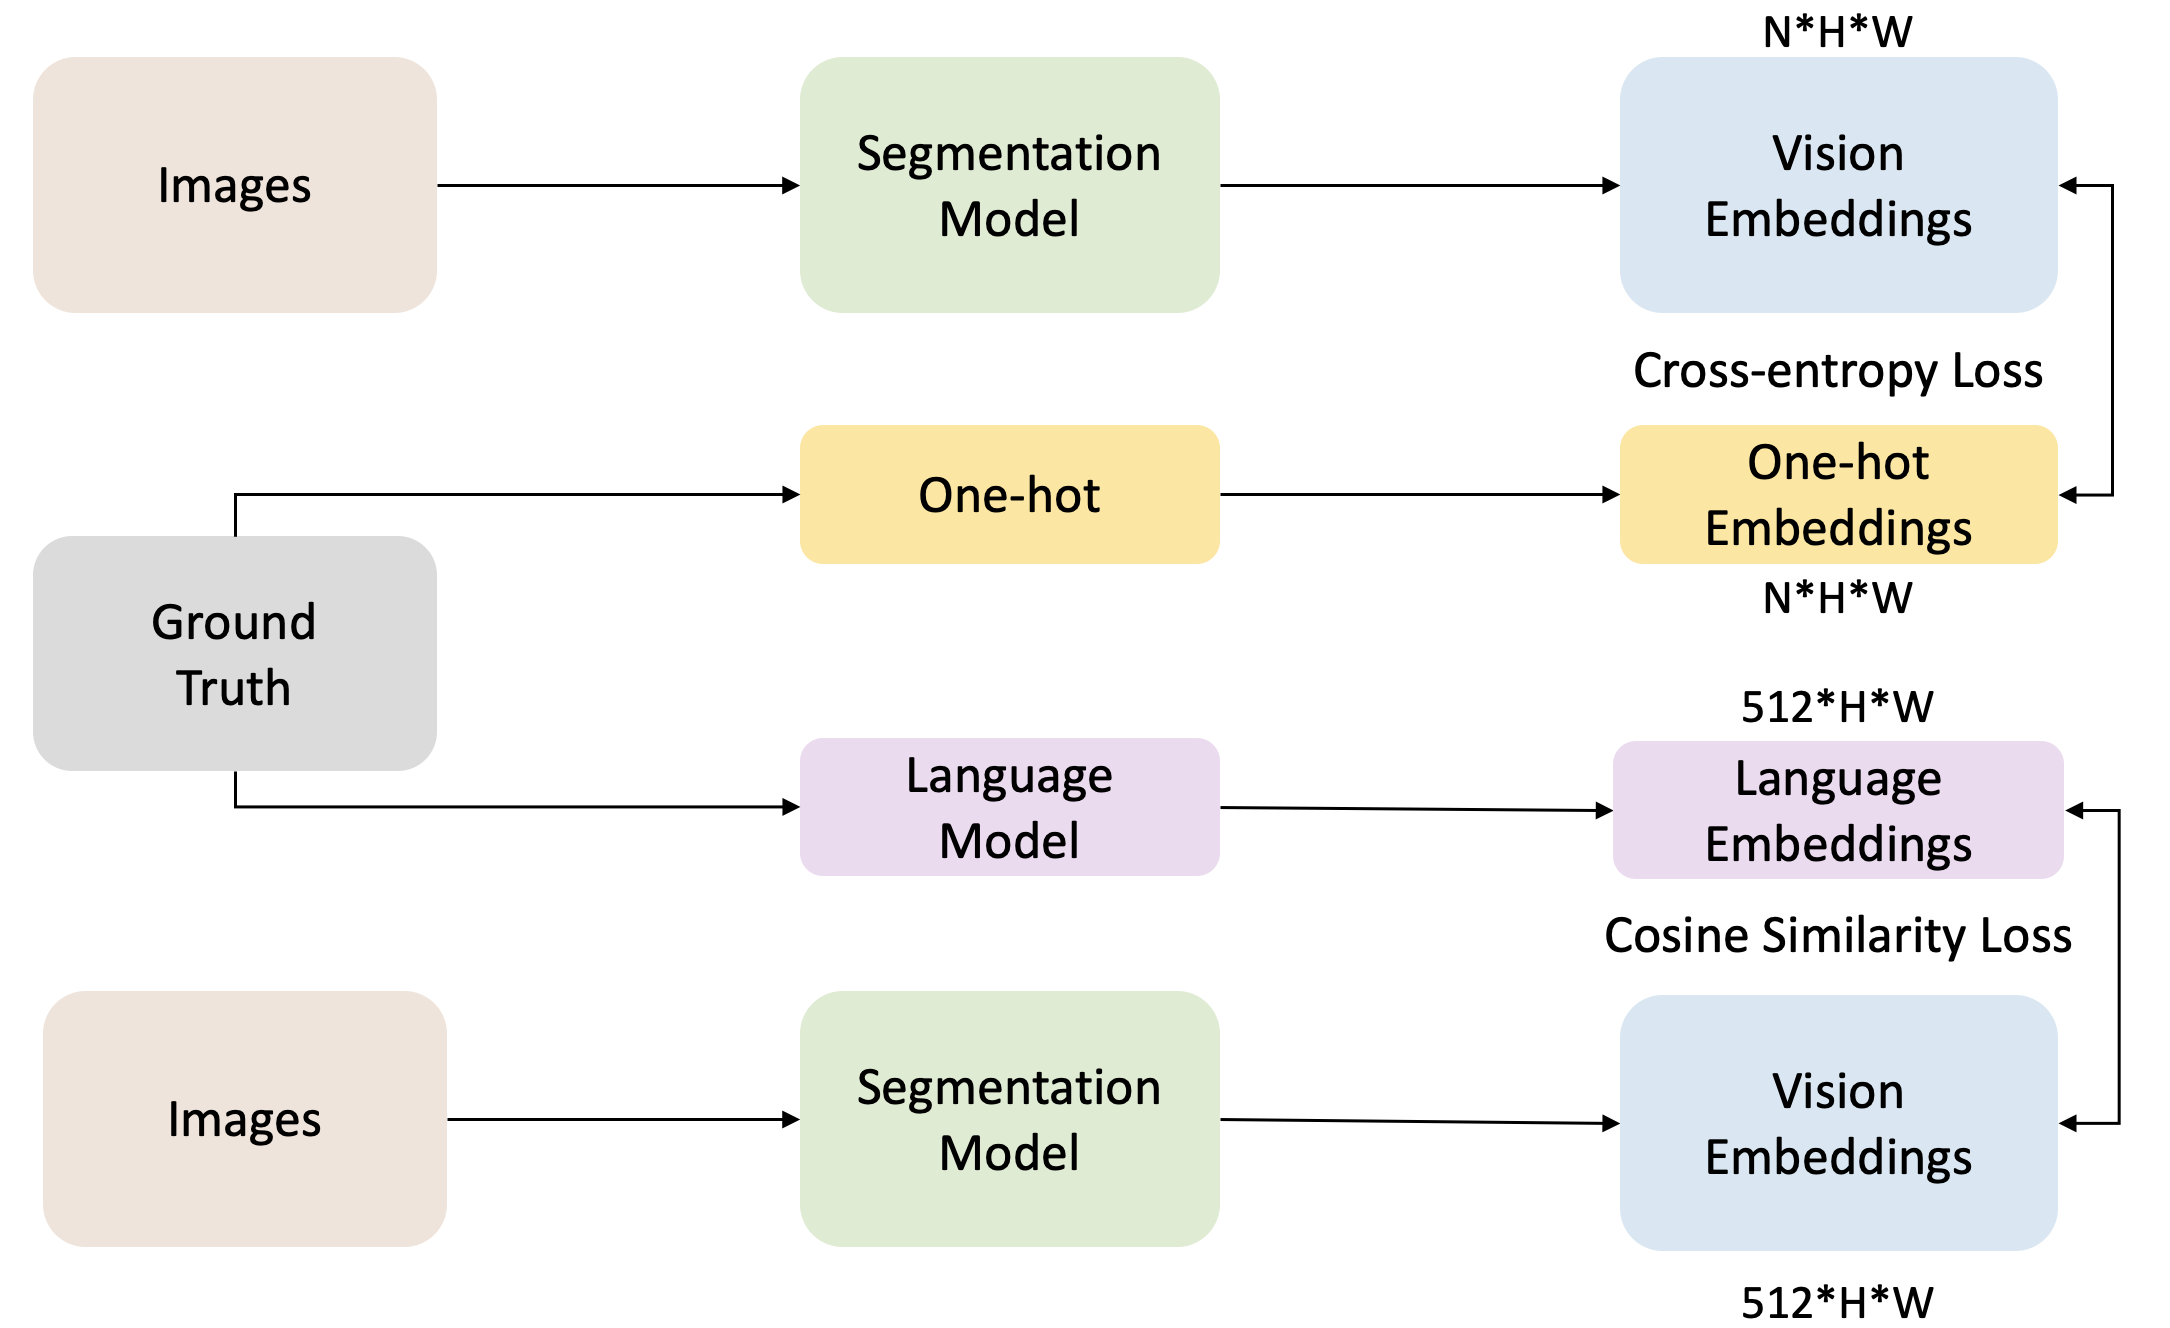 N*H*W
Images
Segmentation
Model
Vision
Embeddings
Cross-entropy Loss
One-hot
One-hot
Embeddings
N*H*W
Ground
Truth
512*H*W
Language
Model
Language
Embeddings
Cosine Similarity Loss
Images
Segmentation
Model
Vision
Embeddings
512*H*W